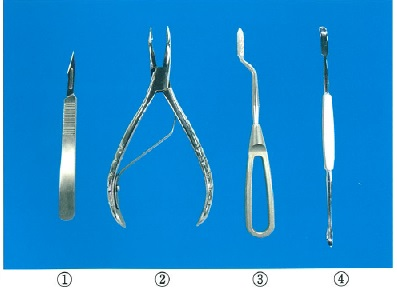 ① ② ③ ④